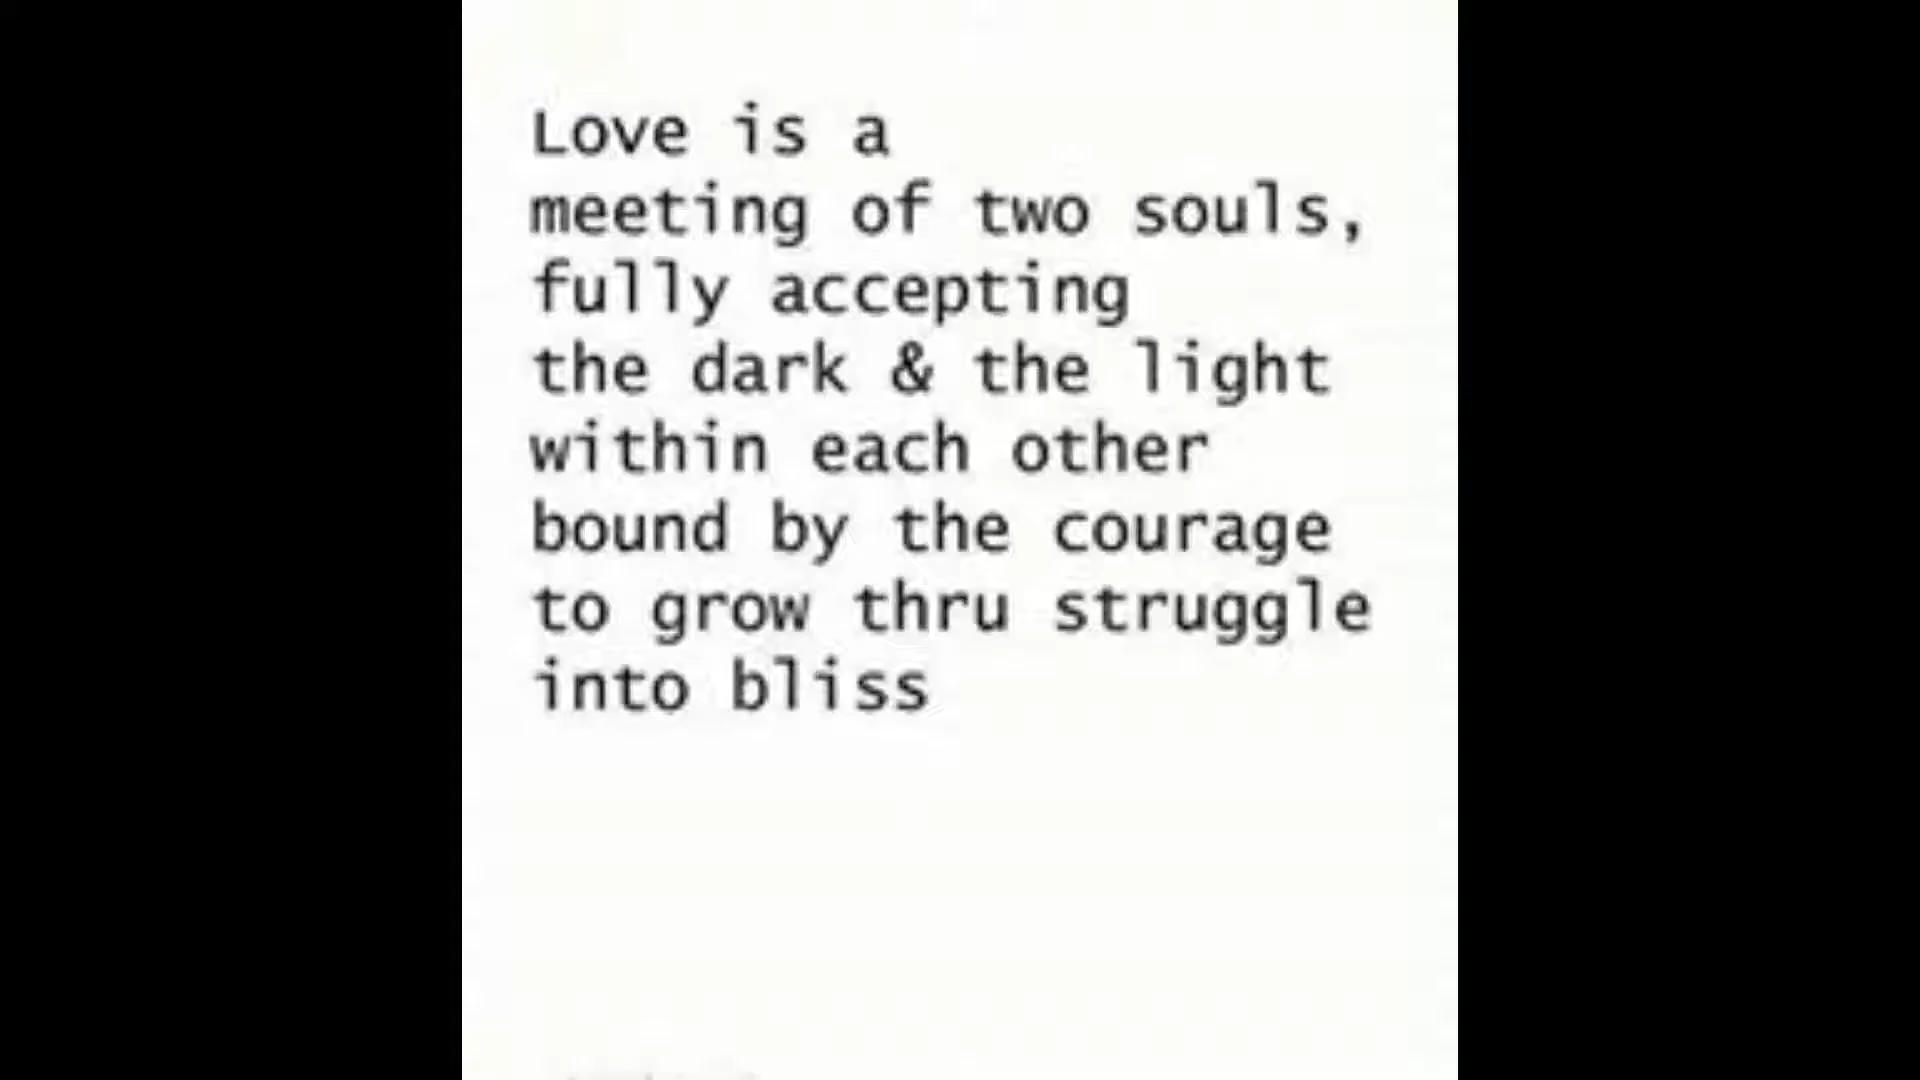 Love is a
meeting of two souls,
fully accepting
the dark & the light
within each other
bound by the courage
to grow thru struggle
into bliss